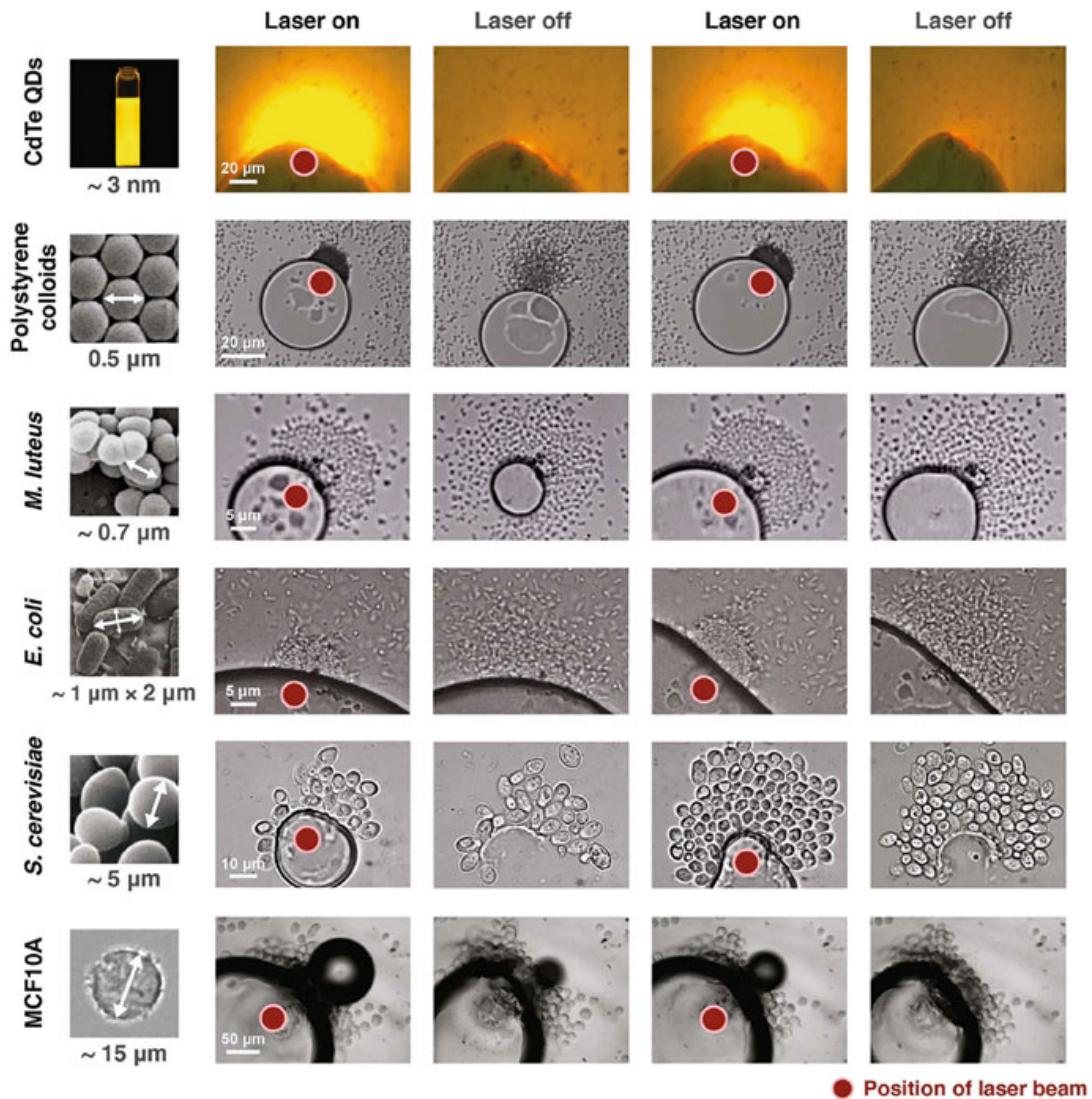 Laser on
Laser off
Laser on
Laser off
CdTe QDs
~ 3 nm
20 µm
Polystyrene
colloids
0.5 µm
20 µm
M. luteus
~ 0.7 µm
5 µm
E. coli
~ 1 µm × 2 µm
5 µm
S. cerevisiae
~ 5 µm
10 µm
MCF10A
~ 15 µm
50 µm
Position of laser beam